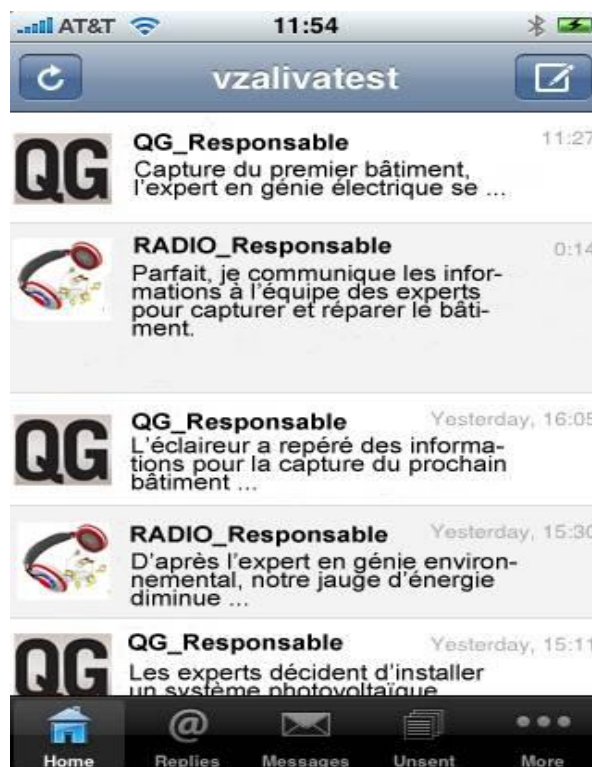 AT&T 11:54
vzalivatest
QG
QG_Responsable 11:27
Capture du premier bâtiment,
l'expert en génie électrique se ...
RADIO_Responsable 0:14
Parfait, je communique les infor-
mations à l'équipe des experts
pour capturer et réparer le bâti-
ment.
QG
QG_Responsable Yesterday, 16:05
L'éclaireur a repéré des informa-
tions pour la capture du prochain
bâtiment ...
RADIO_Responsable Yesterday, 15:30
D'après l'expert en génie environ-
nemental, notre jauge d'énergie
diminue ...
QG
QG_Responsable Yesterday, 15:11
Les experts décident d'installer
un système photovoltaïque
@
Home Replies Messages Unsent More